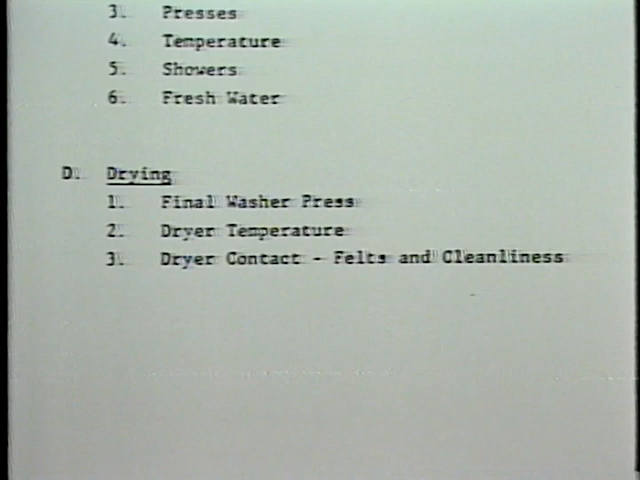 3. Presses
4. Temperature
5. Showers
6. Fresh Water
D. Drying
1. Final Washer Press
2. Dryer Temperature
3. Dryer Contact - Felts and Cleanliness